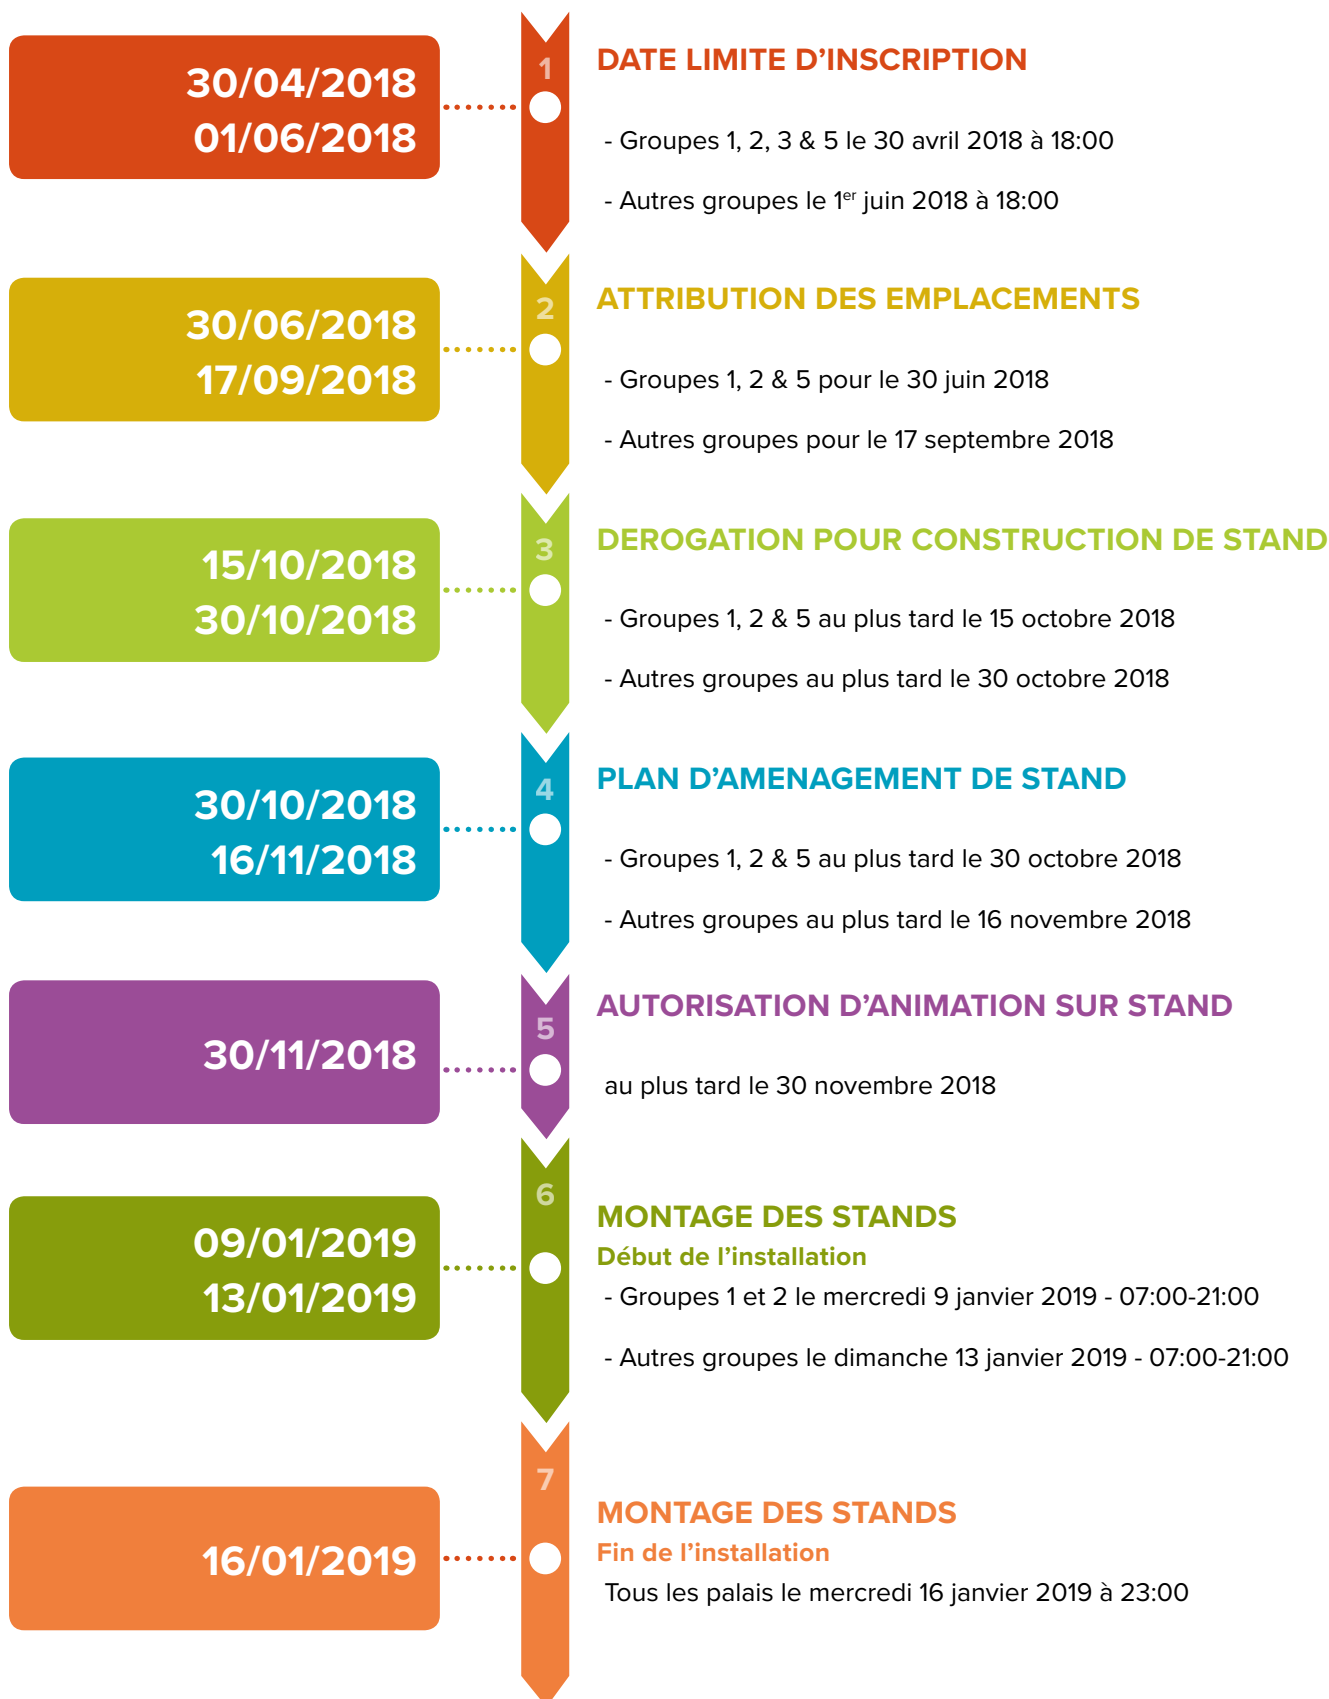 30/04/2018
01/06/2018
1
DATE LIMITE D’INSCRIPTION
- Groupes 1, 2, 3 & 5 le 30 avril 2018 à 18:00
- Autres groupes le 1er juin 2018 à 18:00
30/06/2018
17/09/2018
2
ATTRIBUTION DES EMPLACEMENTS
- Groupes 1, 2 & 5 pour le 30 juin 2018
- Autres groupes pour le 17 septembre 2018
15/10/2018
30/10/2018
3
DEROGATION POUR CONSTRUCTION DE STAND
- Groupes 1, 2 & 5 au plus tard le 15 octobre 2018
- Autres groupes au plus tard le 30 octobre 2018
30/10/2018
16/11/2018
4
PLAN D’AMENAGEMENT DE STAND
- Groupes 1, 2 & 5 au plus tard le 30 octobre 2018
- Autres groupes au plus tard le 16 novembre 2018
30/11/2018
5
AUTORISATION D’ANIMATION SUR STAND
au plus tard le 30 novembre 2018
09/01/2019
13/01/2019
6
MONTAGE DES STANDS
Début de l’installation
- Groupes 1 et 2 le mercredi 9 janvier 2019 - 07:00-21:00
- Autres groupes le dimanche 13 janvier 2019 - 07:00-21:00
16/01/2019
7
MONTAGE DES STANDS
Fin de l’installation
Tous les palais le mercredi 16 janvier 2019 à 23:00